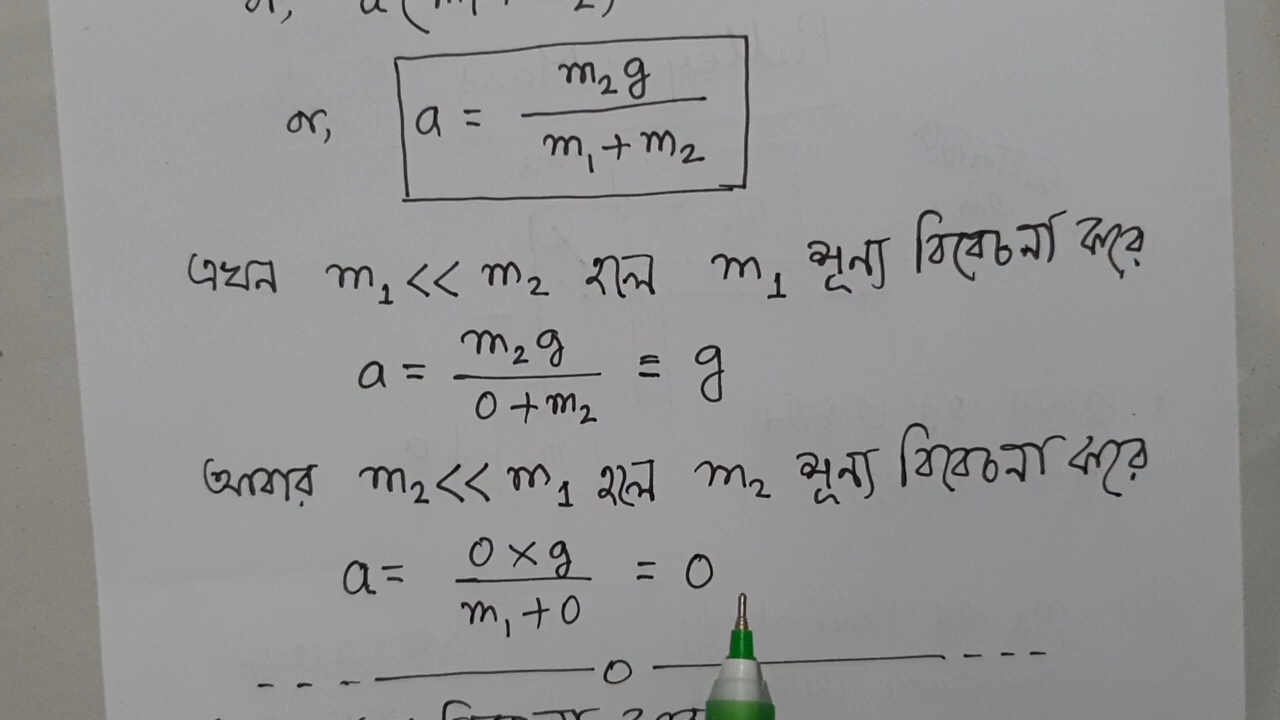 or,
or, a = m₂g / (m₁ + m₂)
এখন m₁ << m₂ হলে m₁ শূন্য বিবেচনা করে
a = m₂g / (0 + m₂) = g
আবার m₂ << m₁ হলে m₂ শূন্য বিবেচনা করে
a = (0 × g) / (m₁ + 0) = 0
---- ——— 0 ——— ----